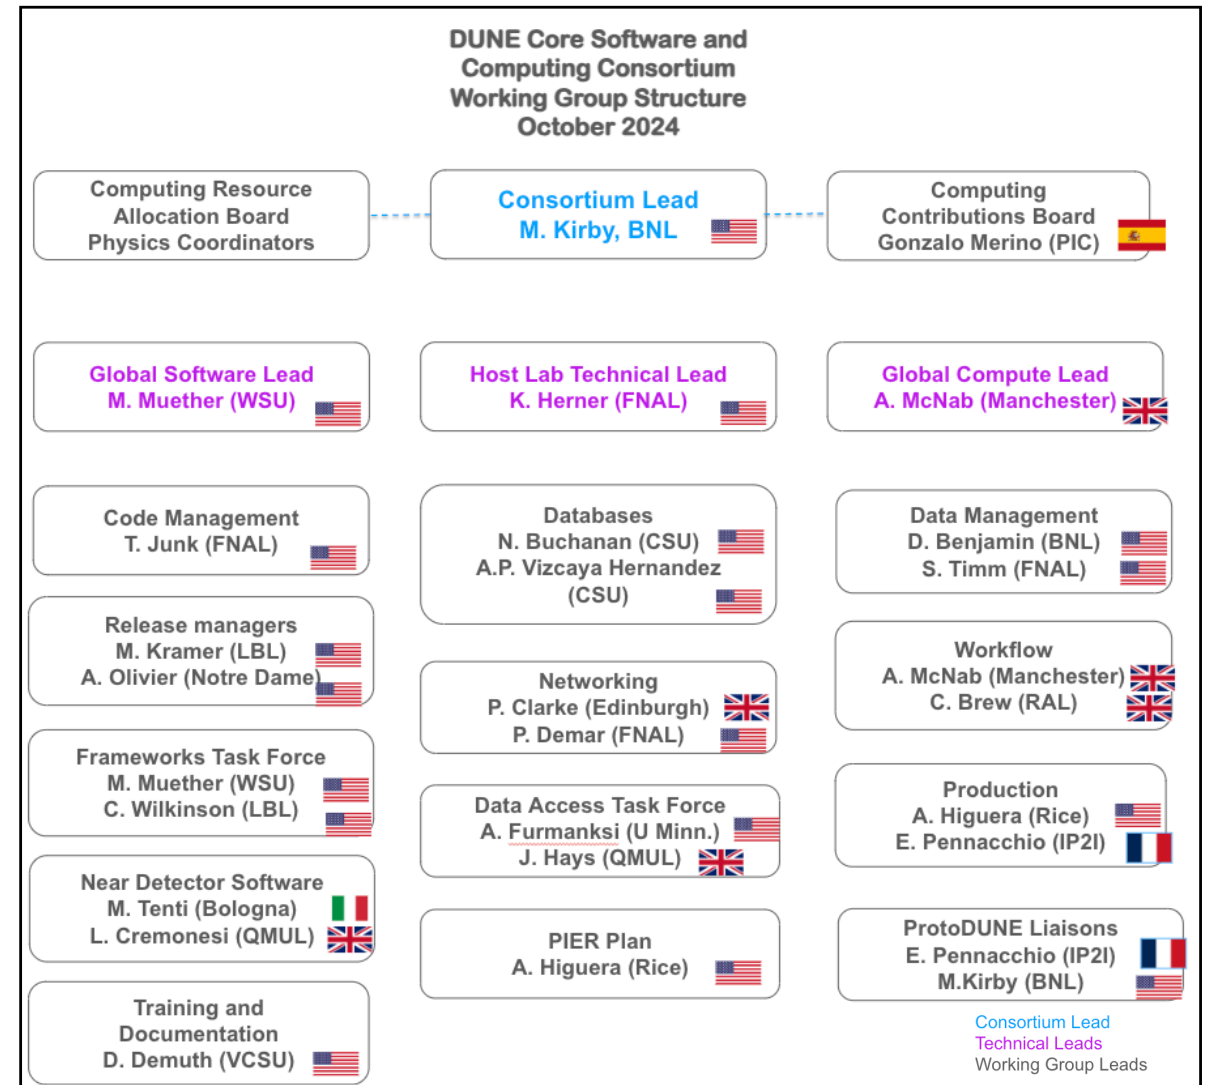 DUNE Core Software and
Computing Consortium
Working Group Structure
October 2024
Computing Resource
Allocation Board
Physics Coordinators
Consortium Lead
M. Kirby, BNL
Computing
Contributions Board
Gonzalo Merino (PIC)
Global Software Lead
M. Muether (WSU)
Host Lab Technical Lead
K. Herner (FNAL)
Global Compute Lead
A. McNab (Manchester)
Code Management
T. Junk (FNAL)
Release managers
M. Kramer (LBL)
A. Olivier (Notre Dame)
Frameworks Task Force
M. Muether (WSU)
C. Wilkinson (LBL)
Near Detector Software
M. Tenti (Bologna)
L. Cremonesi (QMUL)
Training and
Documentation
D. Demuth (VCSU)
Databases
N. Buchanan (CSU)
A.P. Vizcaya Hernandez
(CSU)
Networking
P. Clarke (Edinburgh)
P. Demar (FNAL)
Data Access Task Force
A. Furmanksi (U Minn.)
J. Hays (QMUL)
PIER Plan
A. Higuera (Rice)
Data Management
D. Benjamin (BNL)
S. Timm (FNAL)
Workflow
A. McNab (Manchester)
C. Brew (RAL)
Production
A. Higuera (Rice)
E. Pennacchio (IP2I)
ProtoDUNE Liaisons
E. Pennacchio (IP2I)
M.Kirby (BNL)
Consortium Lead
Technical Leads
Working Group Leads